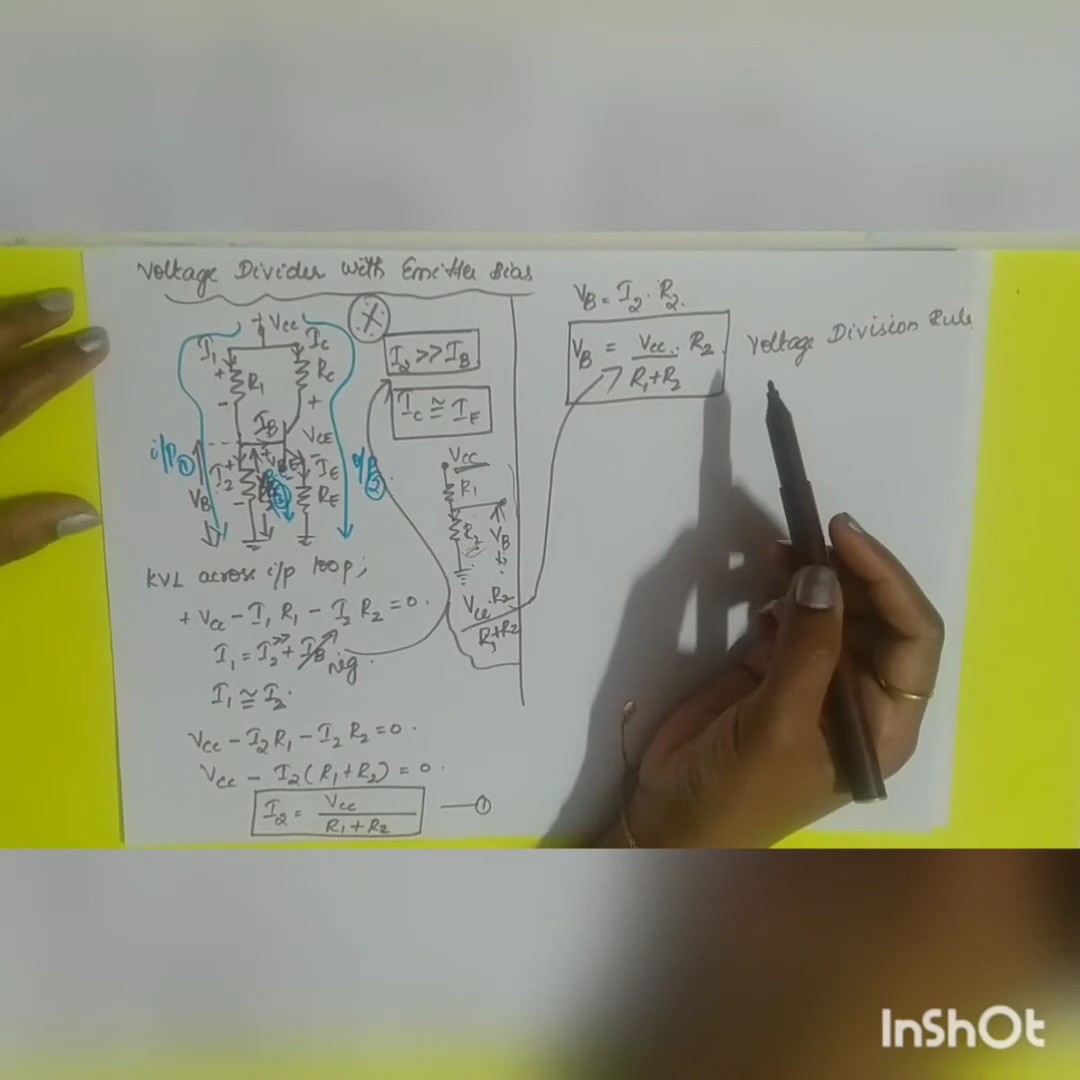 Voltage Divider with Emitter Bias
+Vcc
I1 Ic
+ R1 Rc
- +
IB VCE
i/p ① I2 + VBE - IE o/p ②
VB RE
I2 >> IB
IC ≅ IE
Vcc
R1
R2 VB
Vcc · R2
R1+R2
KVL across i/p loop;
+ Vcc - I1 R1 - I2 R2 = 0.
I1 = I2 >> + IB neg.
I1 ≅ I2.
Vcc - I2 R1 - I2 R2 = 0.
Vcc - I2 (R1 + R2) = 0.
I2 = Vcc / R1 + R2 — ①
VB = I2 · R2.
VB = Vcc · R2 / R1+R2
Voltage Division Rule
InShOt